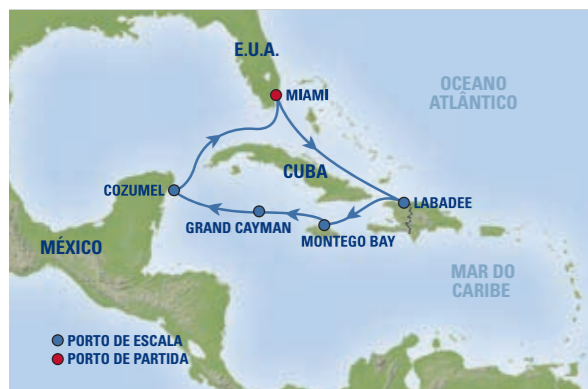 E.U.A.
MIAMI
OCEANO
ATLÂNTICO
CUBA
COZUMEL
LABADEE
GRAND CAYMAN
MONTEGO BAY
MÉXICO
MAR DO
CARIBE
PORTO DE ESCALA
PORTO DE PARTIDA